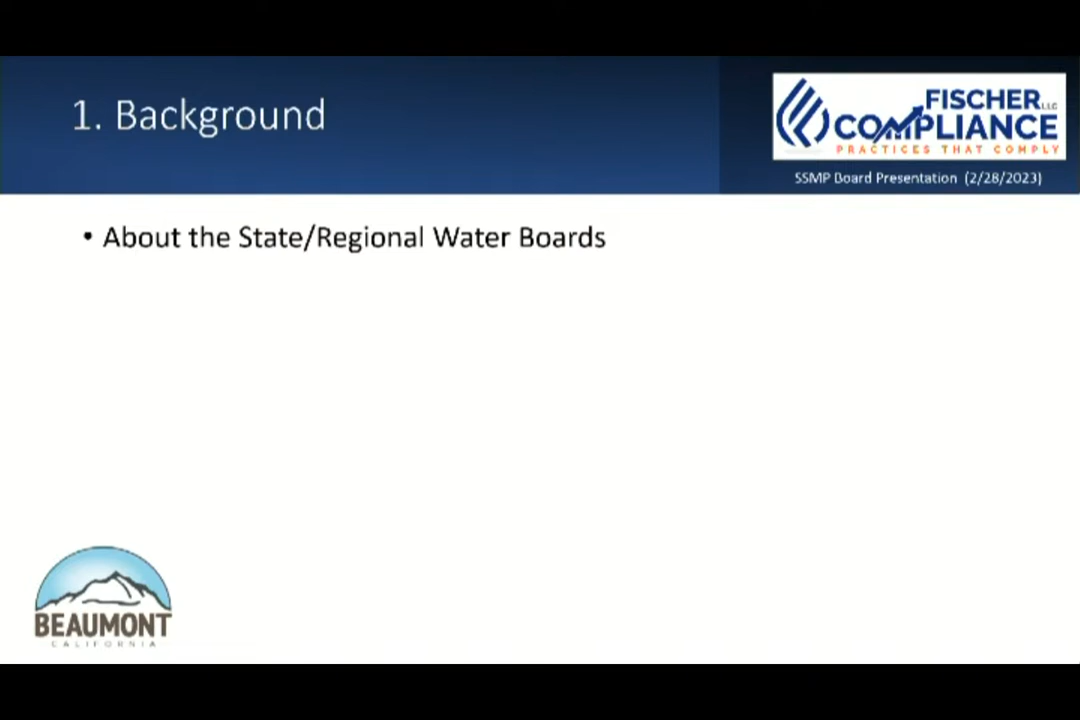 1. Background
FISCHER LLC
COMPLIANCE
PRACTICES THAT COMPLY
SSMP Board Presentation (2/28/2023)
• About the State/Regional Water Boards
BEAUMONT
CALIFORNIA